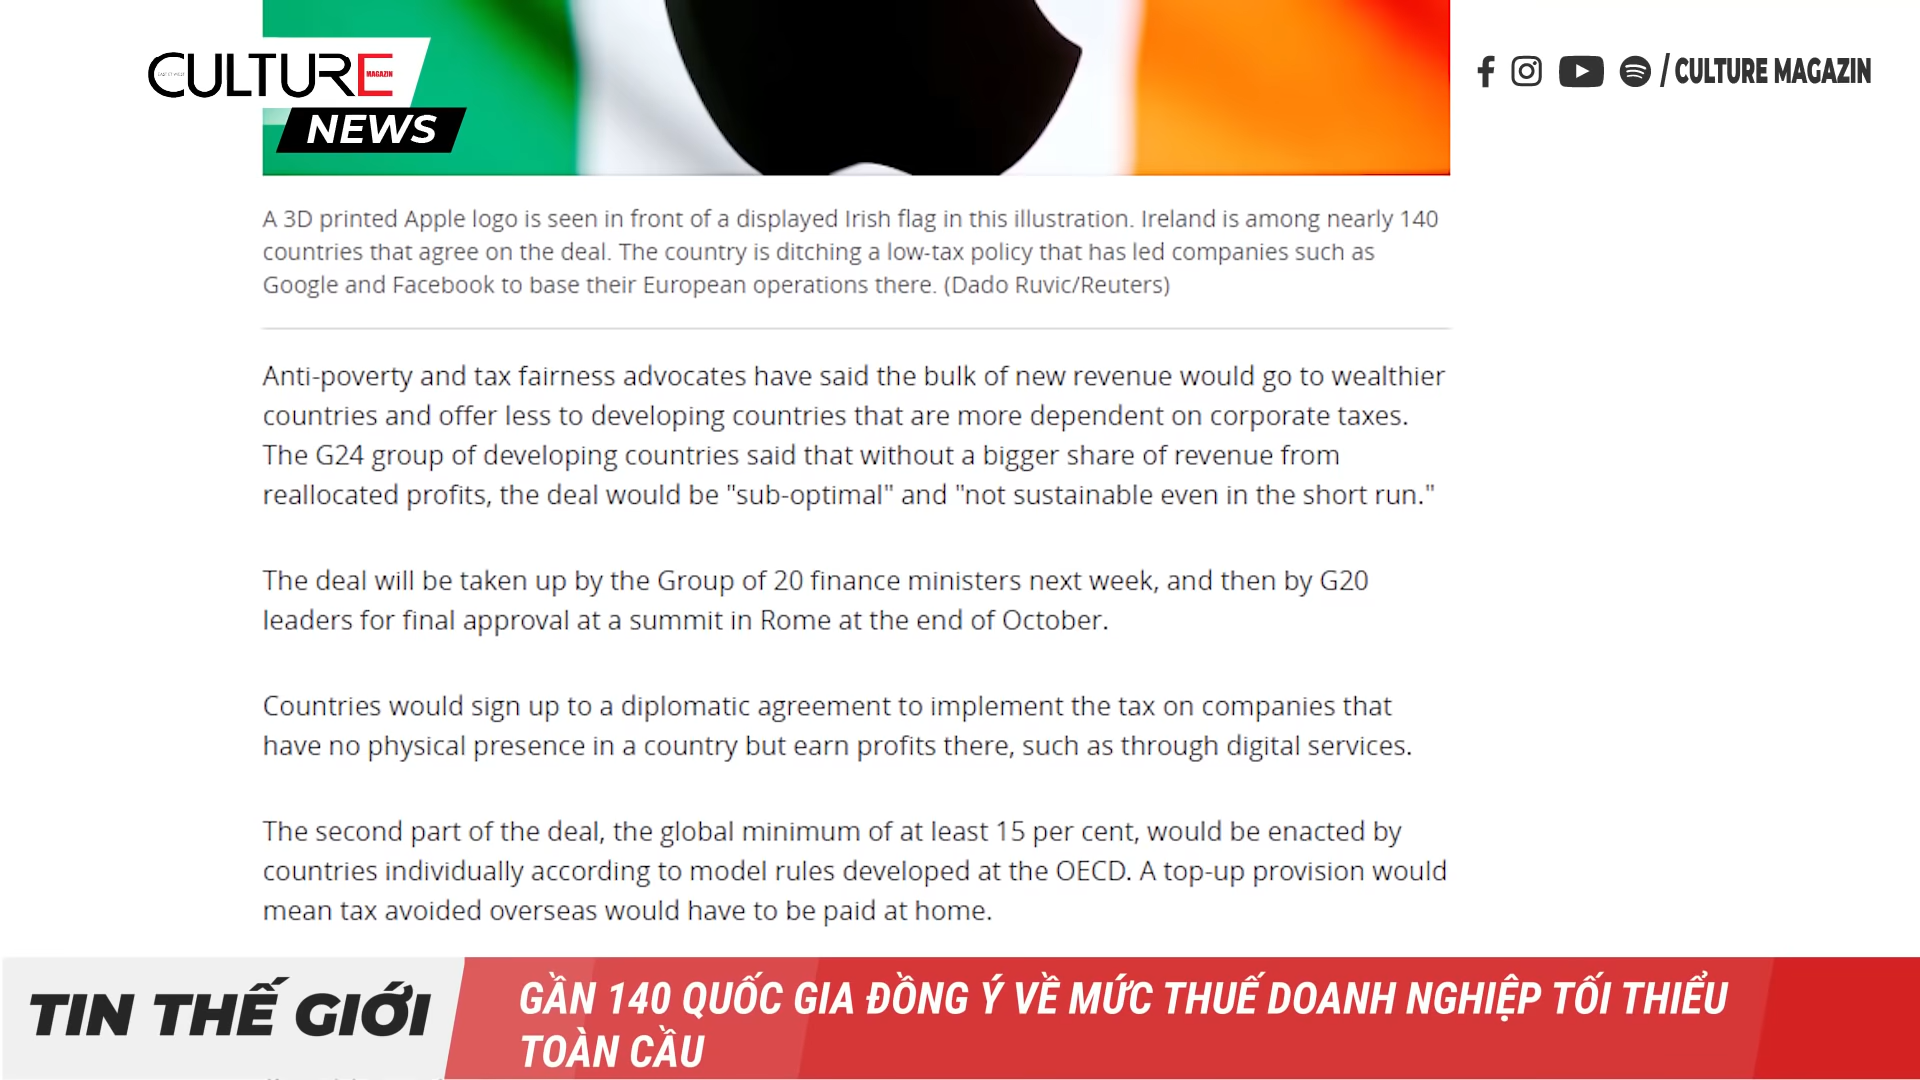 CULTURE
MAGAZIN
NEWS
/ CULTURE MAGAZIN
A 3D printed Apple logo is seen in front of a displayed Irish flag in this illustration. Ireland is among nearly 140
countries that agree on the deal. The country is ditching a low-tax policy that has led companies such as
Google and Facebook to base their European operations there. (Dado Ruvic/Reuters)
Anti-poverty and tax fairness advocates have said the bulk of new revenue would go to wealthier
countries and offer less to developing countries that are more dependent on corporate taxes.
The G24 group of developing countries said that without a bigger share of revenue from
reallocated profits, the deal would be "sub-optimal" and "not sustainable even in the short run."
The deal will be taken up by the Group of 20 finance ministers next week, and then by G20
leaders for final approval at a summit in Rome at the end of October.
Countries would sign up to a diplomatic agreement to implement the tax on companies that
have no physical presence in a country but earn profits there, such as through digital services.
The second part of the deal, the global minimum of at least 15 per cent, would be enacted by
countries individually according to model rules developed at the OECD. A top-up provision would
mean tax avoided overseas would have to be paid at home.
TIN THẾ GIỚI
GẦN 140 QUỐC GIA ĐỒNG Ý VỀ MỨC THUẾ DOANH NGHIỆP TỐI THIỂU
TOÀN CẦU